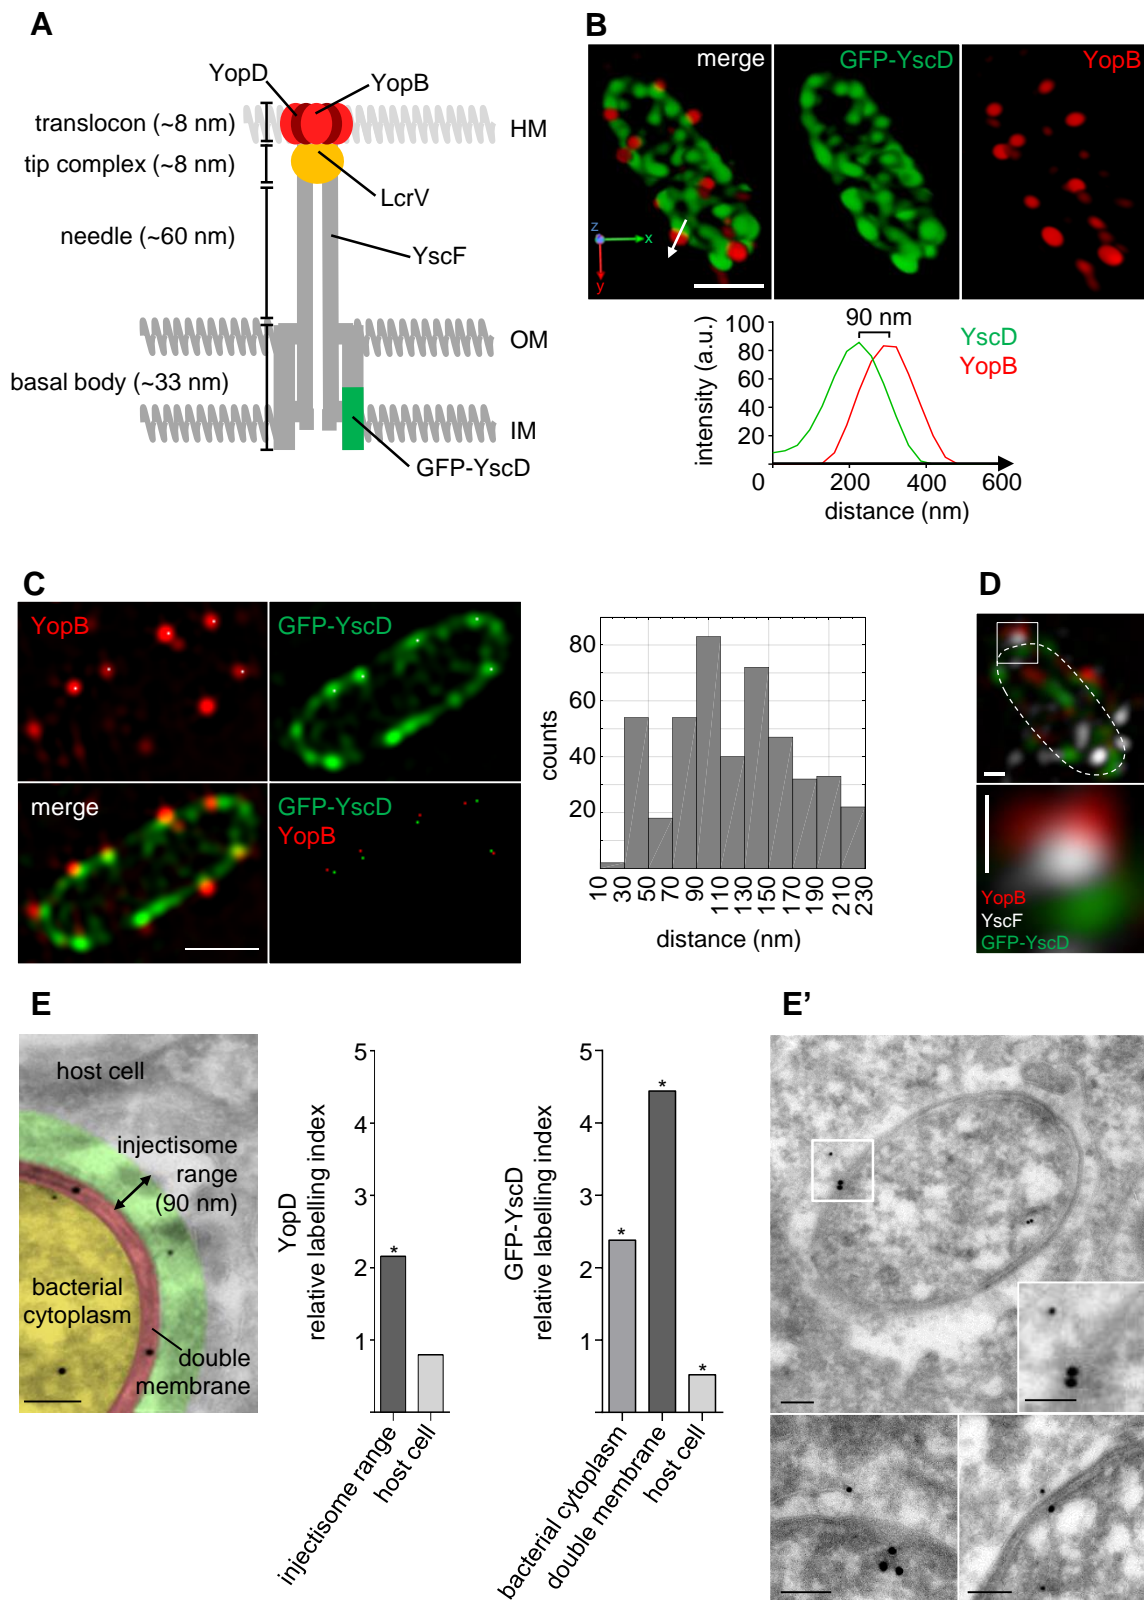 A
YopD
YopB
translocon (~8 nm)
HM
tip complex (~8 nm)
LcrV
needle (~60 nm)
YscF
OM
basal body (~33 nm)
IM
GFP-YscD
B
merge
GFP-YscD
YopB
z
x
y
90 nm
YscD
YopB
intensity (a.u.)
100
80
60
40
20
0
200
400
600
distance (nm)
C
YopB
GFP-YscD
merge
GFP-YscD
YopB
counts
80
60
40
20
10
30
50
70
90
110
130
150
170
190
210
230
distance (nm)
D
YopB
YscF
GFP-YscD
E
host cell
injectisome
range
(90 nm)
bacterial
cytoplasm
double
membrane
YopD
relative labelling index
5
4
3
2
1
*
injectisome range
host cell
GFP-YscD
relative labelling index
5
4
3
2
1
*
*
*
bacterial cytoplasm
double membrane
host cell
E'